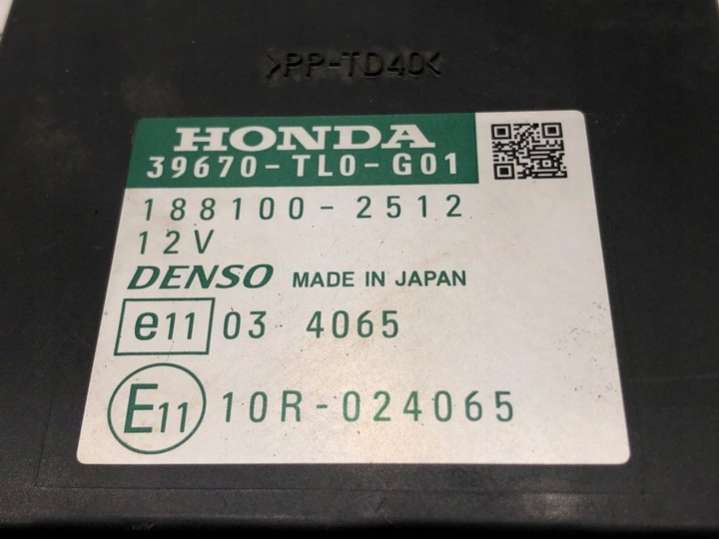 >PP-TD40<
HONDA
39670-TL0-G01
188100-2512
12V
DENSO MADE IN JAPAN
e11 03 4065
E11 10R-024065